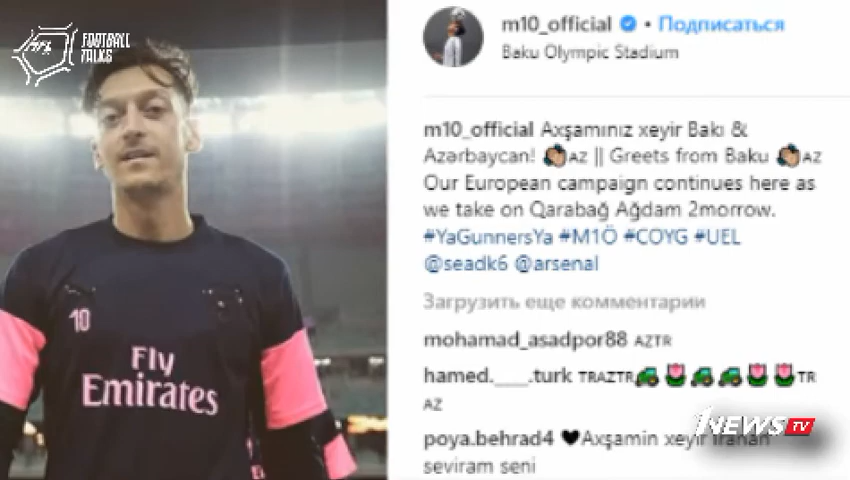 FOOTBALL
TALKS
m10_official • Подписаться
Baku Olympic Stadium
m10_official Axşamınız xeyir Bakı &
Azərbaycan! AZ || Greets from Baku AZ
Our European campaign continues here as
we take on Qarabağ Ağdam 2morrow.
#YaGunnersYa #M1Ö #COYG #UEL
@seadk6 @arsenal
Загрузить еще комментарии
mohamad_asadpor88 AZTR
hamed.___.turk TRAZTR🚜🌷🚜🚜🌷🌷TR
AZ
poya.behrad4 🖤Axşamin xeyir Iranan
seviram seni
10
Fly
Emirates
1NEWS TV